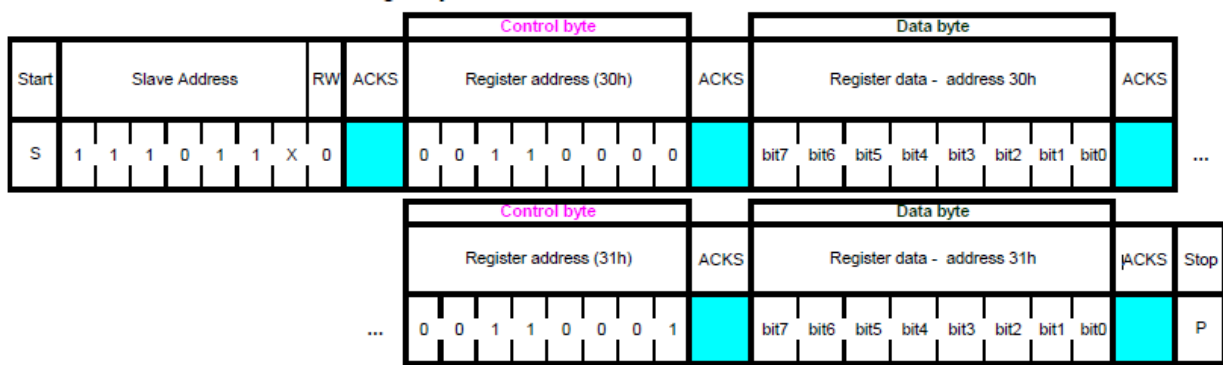 Control byte Data byte
Start Slave Address RW ACKS Register address (30h) ACKS Register data - address 30h ACKS
S 1 1 1 0 1 1 X 0 0 0 1 1 0 0 0 0 bit7 bit6 bit5 bit4 bit3 bit2 bit1 bit0 ...
Control byte Data byte
Register address (31h) ACKS Register data - address 31h ACKS Stop
... 0 0 1 1 0 0 0 1 bit7 bit6 bit5 bit4 bit3 bit2 bit1 bit0 P